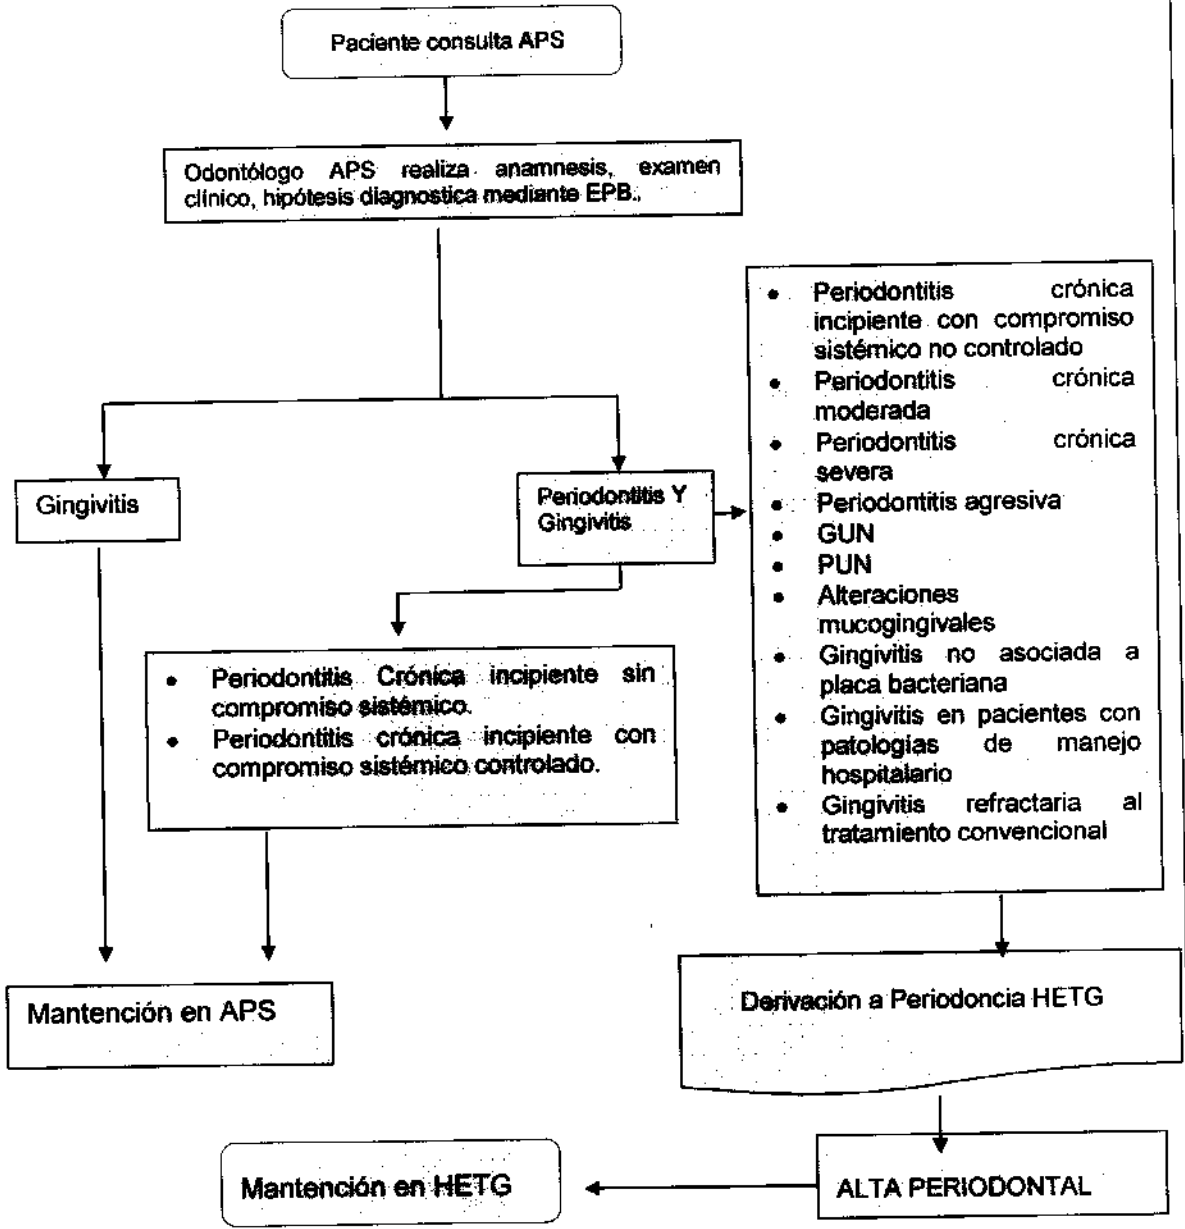 Paciente consulta APS
Odontólogo APS realiza anamnesis, examen
clínico, hipótesis diagnostica mediante EPB.,
Gingivitis
Periodontitis Y
Gingivitis
• Periodontitis crónica
incipiente con compromiso
sistémico no controlado
• Periodontitis crónica
moderada
• Periodontitis crónica
severa
• Periodontitis agresiva
• GUN
• PUN
• Alteraciones
mucogingivales
• Gingivitis no asociada a
placa bacteriana
• Gingivitis en pacientes con
patologías de manejo
hospitalario
• Gingivitis refractaria al
tratamiento convencional
• Periodontitis Crónica incipiente sin
compromiso sistémico.
• Periodontitis crónica incipiente con
compromiso sistémico controlado.
Mantención en APS
Derivación a Periodoncia HETG
ALTA PERIODONTAL
Mantención en HETG